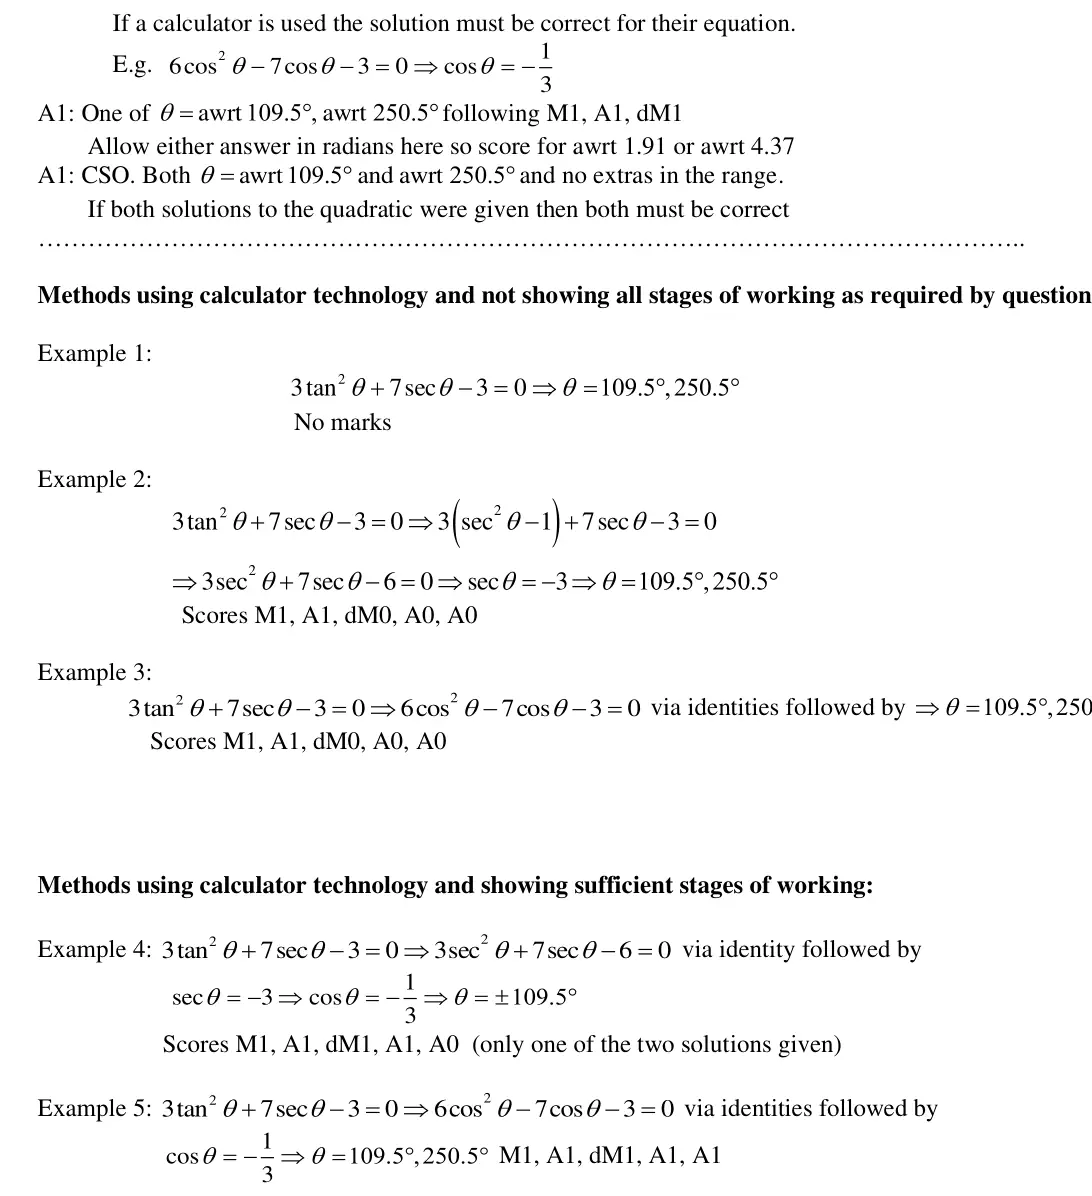 If a calculator is used the solution must be correct for their equation.
E.g. 6cos² θ − 7cos θ − 3 = 0 ⇒ cos θ = −1/3
A1: One of θ = awrt 109.5°, awrt 250.5° following M1, A1, dM1
Allow either answer in radians here so score for awrt 1.91 or awrt 4.37
A1: CSO. Both θ = awrt 109.5° and awrt 250.5° and no extras in the range.
If both solutions to the quadratic were given then both must be correct
…………………………………………………………………………………………………………..
Methods using calculator technology and not showing all stages of working as required by question
Example 1:
3tan² θ + 7sec θ − 3 = 0 ⇒ θ = 109.5°, 250.5°
No marks
Example 2:
3tan² θ + 7sec θ − 3 = 0 ⇒ 3(sec² θ − 1) + 7sec θ − 3 = 0
⇒ 3sec² θ + 7sec θ − 6 = 0 ⇒ sec θ = −3 ⇒ θ = 109.5°, 250.5°
Scores M1, A1, dM0, A0, A0
Example 3:
3tan² θ + 7sec θ − 3 = 0 ⇒ 6cos² θ − 7cos θ − 3 = 0 via identities followed by ⇒ θ = 109.5°, 250
Scores M1, A1, dM0, A0, A0
Methods using calculator technology and showing sufficient stages of working:
Example 4: 3tan² θ + 7sec θ − 3 = 0 ⇒ 3sec² θ + 7sec θ − 6 = 0 via identity followed by
sec θ = −3 ⇒ cos θ = −1/3 ⇒ θ = ±109.5°
Scores M1, A1, dM1, A1, A0 (only one of the two solutions given)
Example 5: 3tan² θ + 7sec θ − 3 = 0 ⇒ 6cos² θ − 7cos θ − 3 = 0 via identities followed by
cos θ = −1/3 ⇒ θ = 109.5°, 250.5° M1, A1, dM1, A1, A1